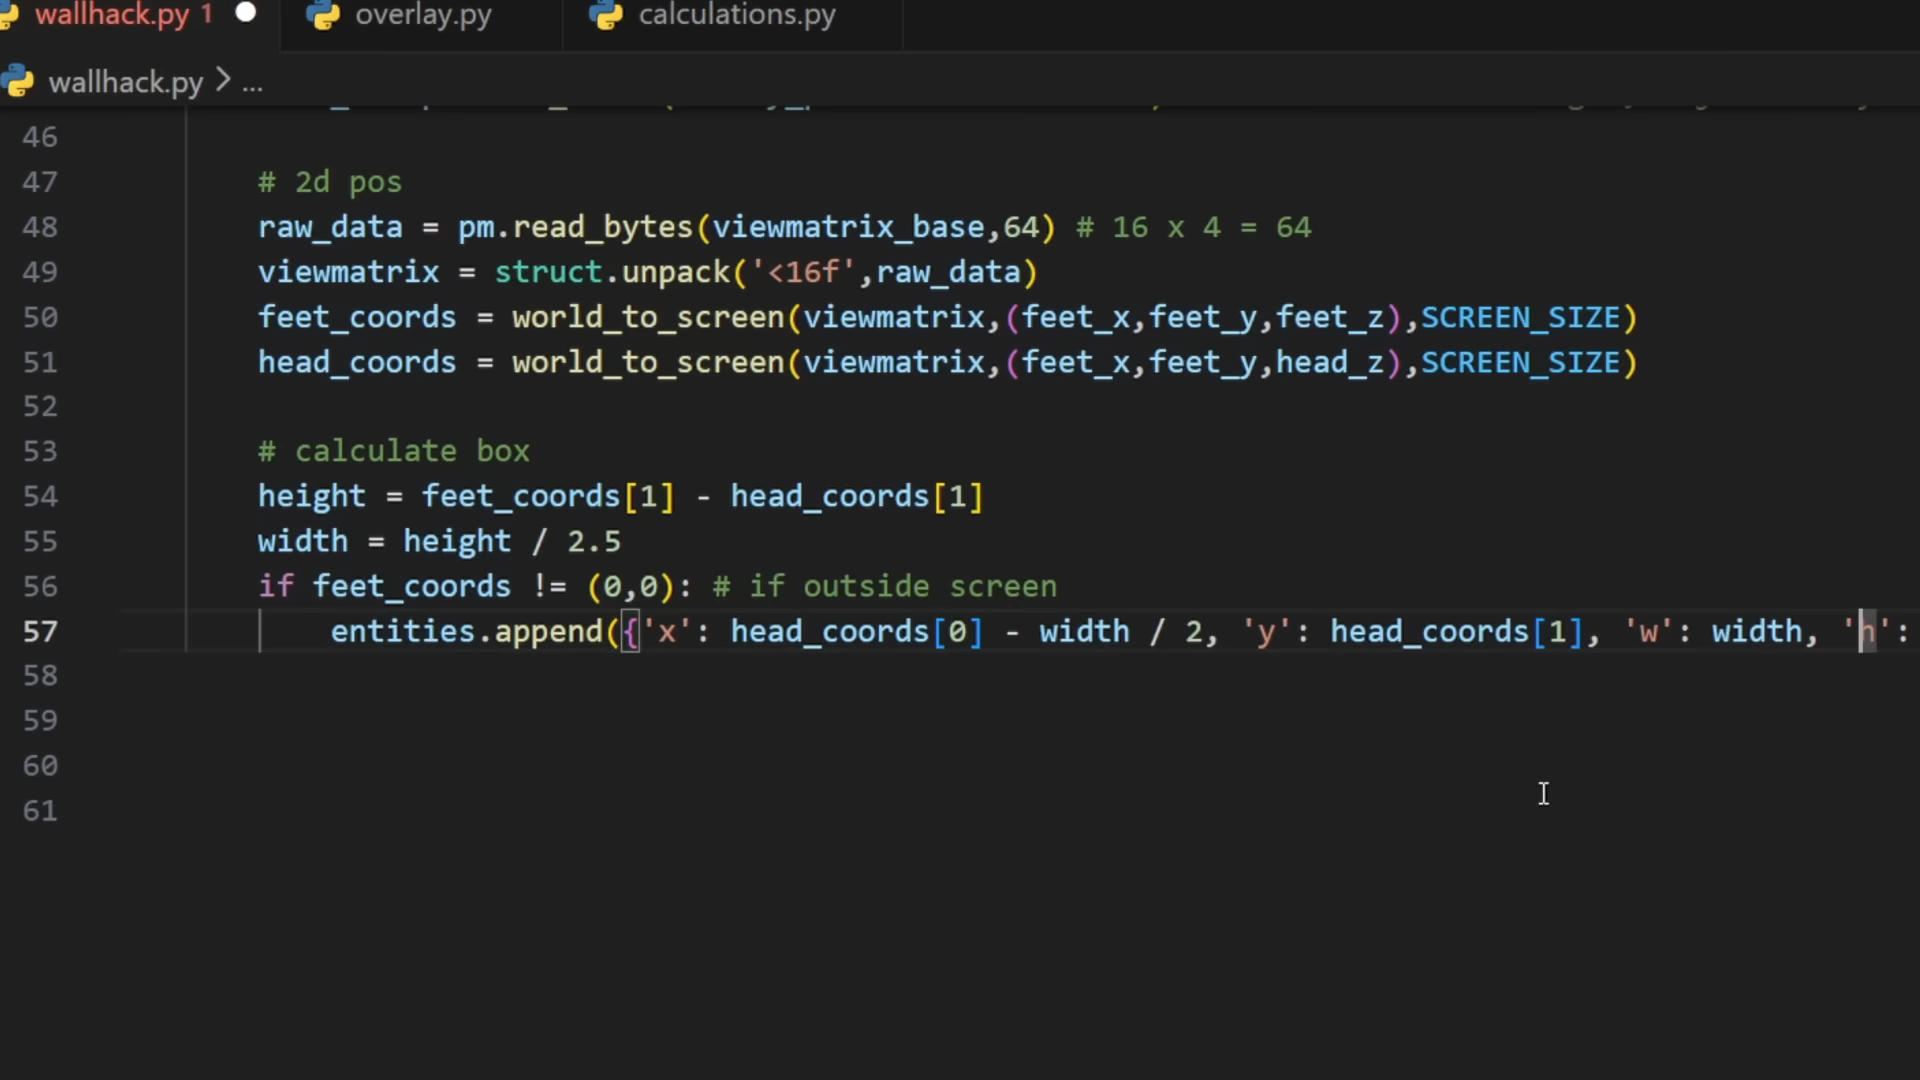 wallhack.py 1
overlay.py
calculations.py
wallhack.py > ...
46
47 # 2d pos
48 raw_data = pm.read_bytes(viewmatrix_base,64) # 16 x 4 = 64
49 viewmatrix = struct.unpack('<16f',raw_data)
50 feet_coords = world_to_screen(viewmatrix,(feet_x,feet_y,feet_z),SCREEN_SIZE)
51 head_coords = world_to_screen(viewmatrix,(feet_x,feet_y,head_z),SCREEN_SIZE)
52
53 # calculate box
54 height = feet_coords[1] - head_coords[1]
55 width = height / 2.5
56 if feet_coords != (0,0): # if outside screen
57 entities.append({'x': head_coords[0] - width / 2, 'y': head_coords[1], 'w': width, 'h':
58
59
60
61